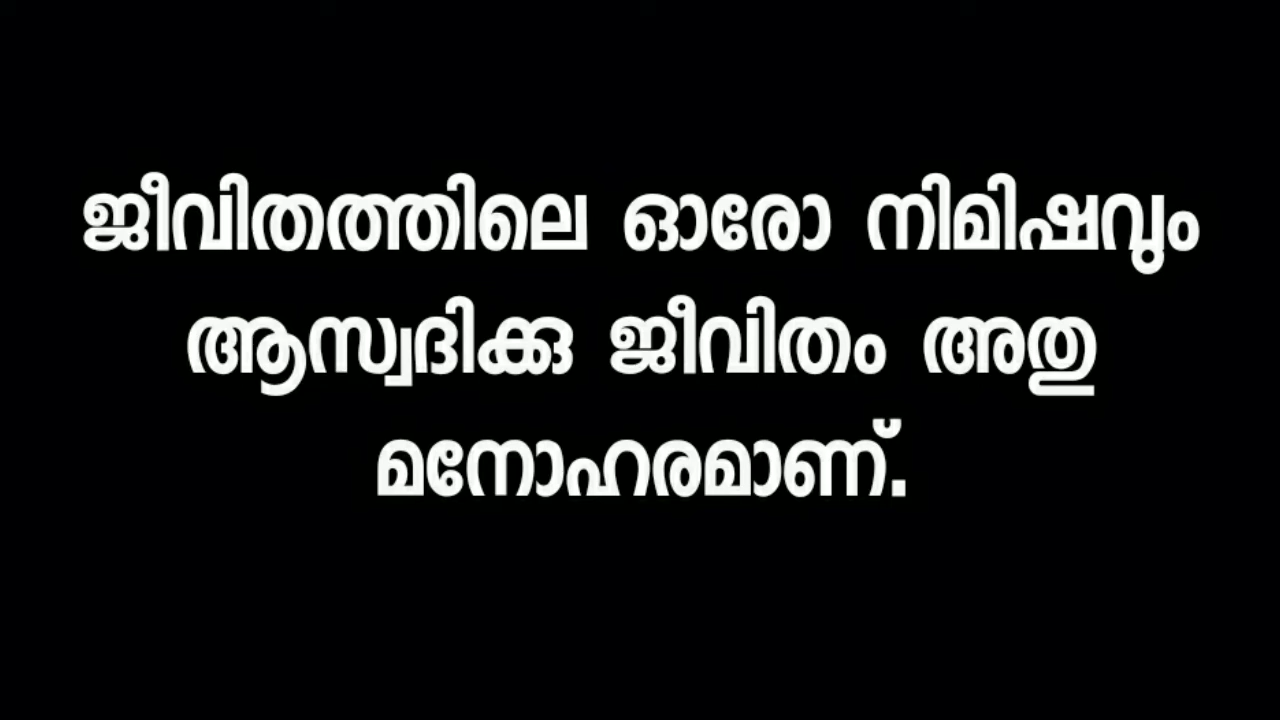 ജീവിതത്തിലെ ഓരോ നിമിഷവും
ആസ്വദിക്കു ജീവിതം അതു
മനോഹരമാണ്.